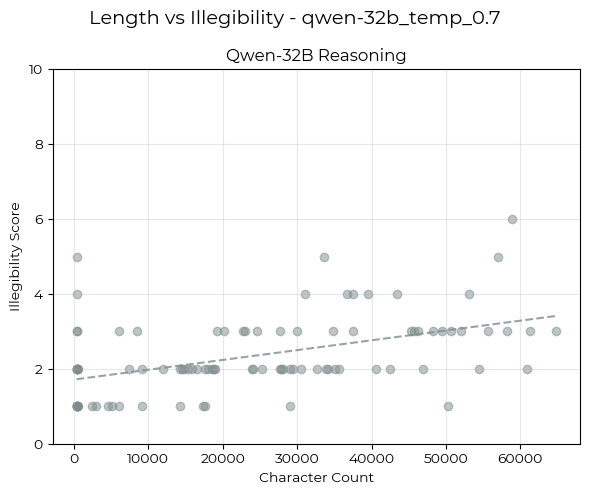 Length vs Illegibility - qwen-32b_temp_0.7
Qwen-32B Reasoning
10
8
6
4
2
0
Illegibility Score
0 10000 20000 30000 40000 50000 60000
Character Count